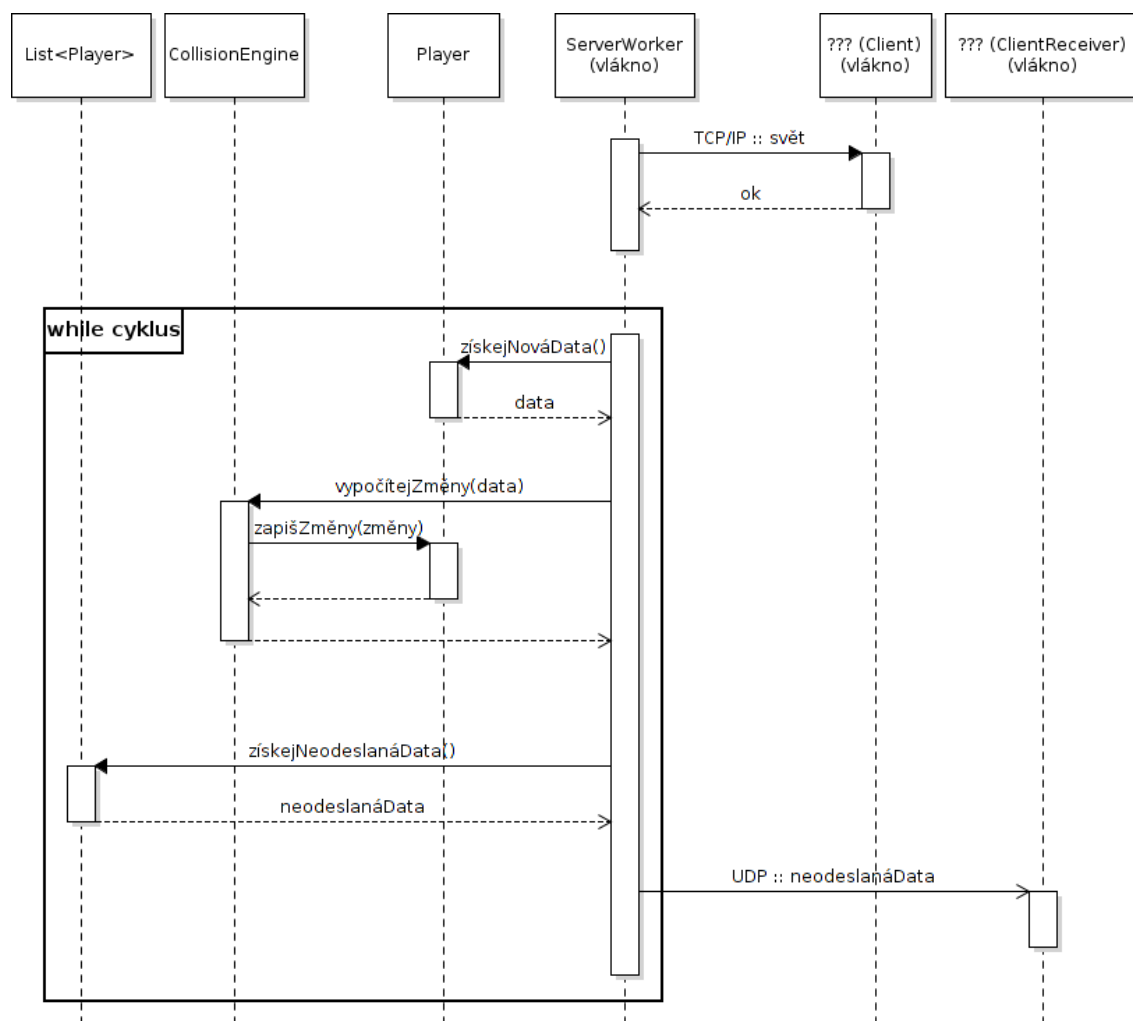 List<Player>
CollisionEngine
Player
ServerWorker
(vlákno)
??? (Client)
(vlákno)
??? (ClientReceiver)
(vlákno)
TCP/IP :: svět
ok
while cyklus
získejNováData()
data
vypočítejZměny(data)
zapišZměny(změny)
získejNeodeslanáData()
neodeslanáData
UDP :: neodeslanáData